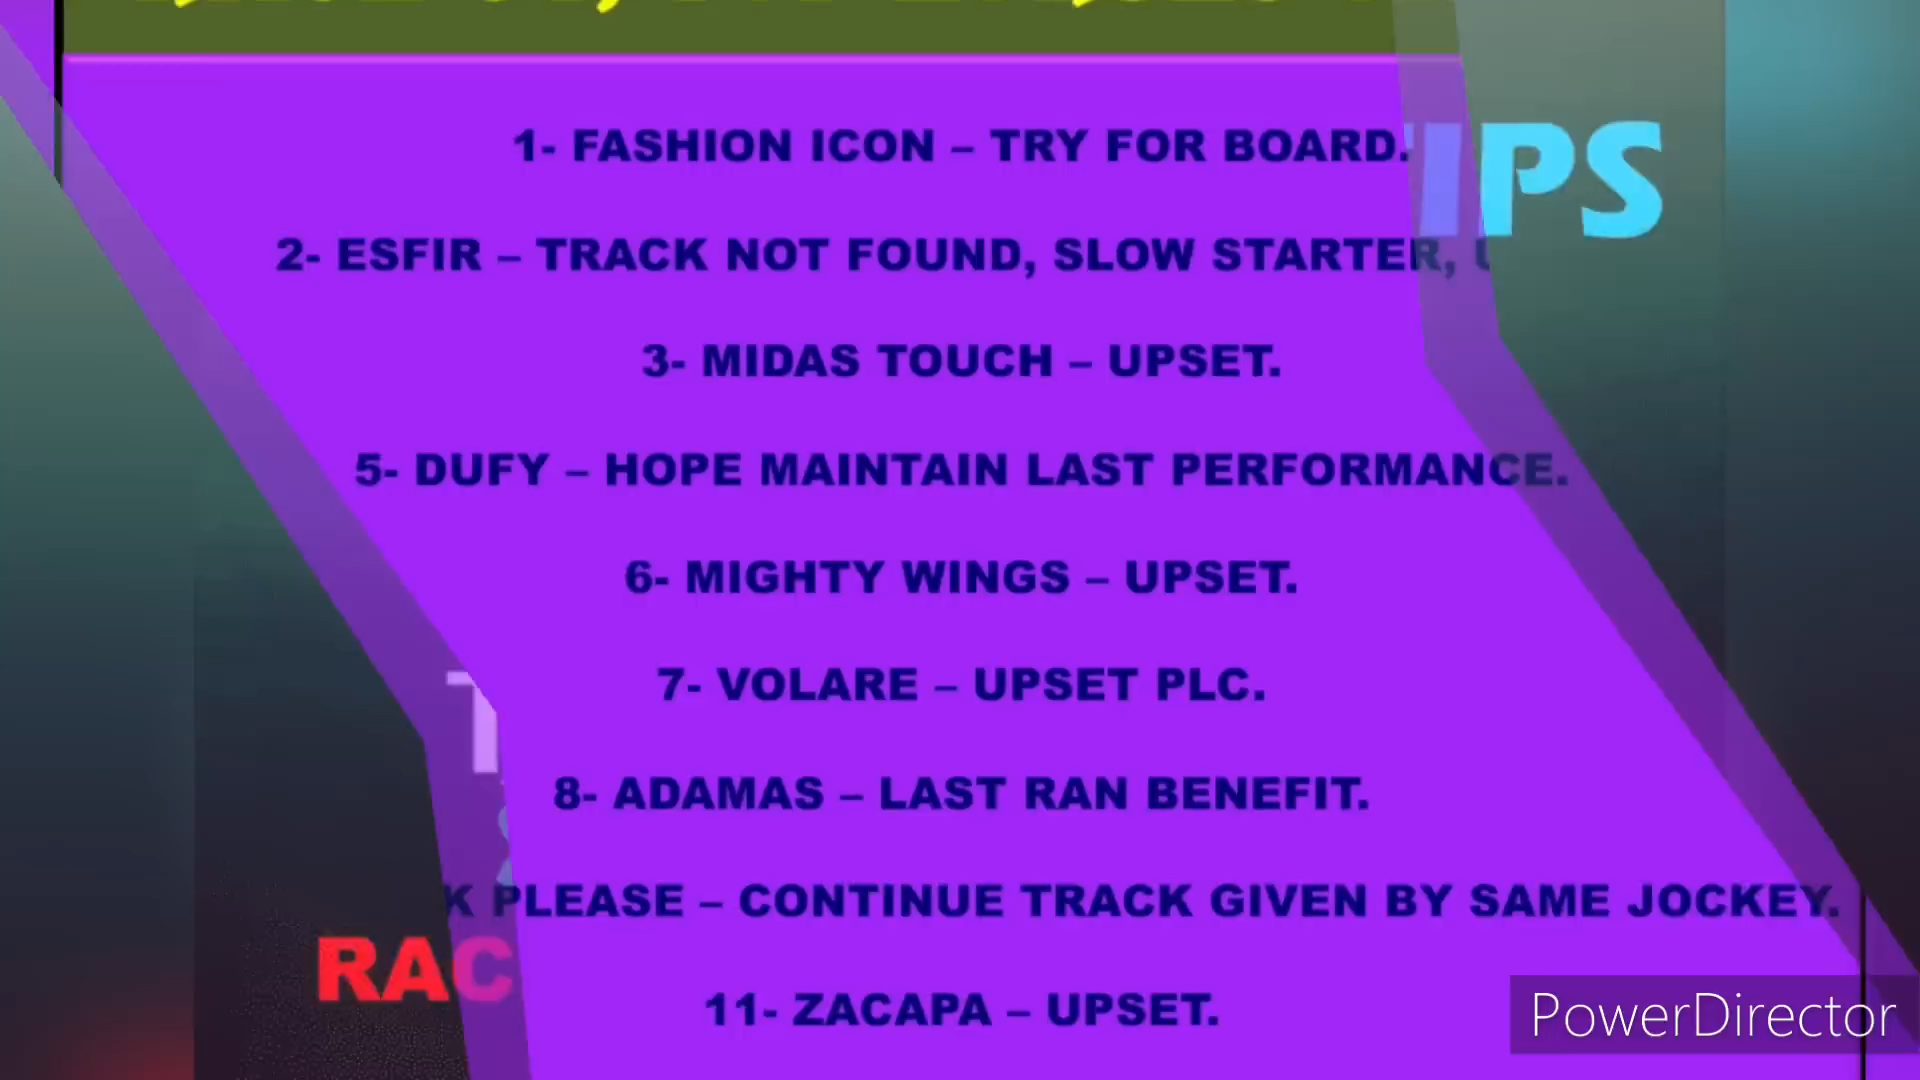 1- FASHION ICON – TRY FOR BOARD.
IPS
2- ESFIR – TRACK NOT FOUND, SLOW STARTER,
3- MIDAS TOUCH – UPSET.
5- DUFY – HOPE MAINTAIN LAST PERFORMANCE.
6- MIGHTY WINGS – UPSET.
7- VOLARE – UPSET PLC.
8- ADAMAS – LAST RAN BENEFIT.
K PLEASE – CONTINUE TRACK GIVEN BY SAME JOCKEY.
RAC
11- ZACAPA – UPSET.
PowerDirector